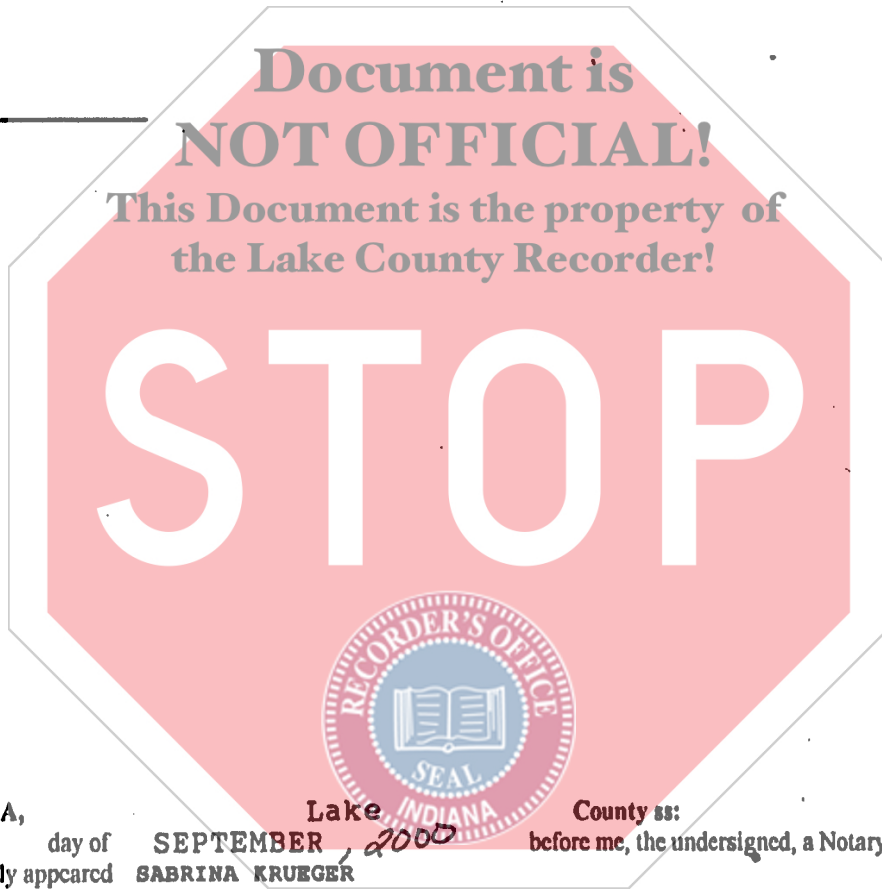 Document is
NOT OFFICIAL!
This Document is the property of
the Lake County Recorder!
STOP
RECORDER'S OFFICE
SEAL
INDIANA
A, Lake County ss:
day of SEPTEMBER, 2000 before me, the undersigned, a Notary
ly appeared SABRINA KRUEGER